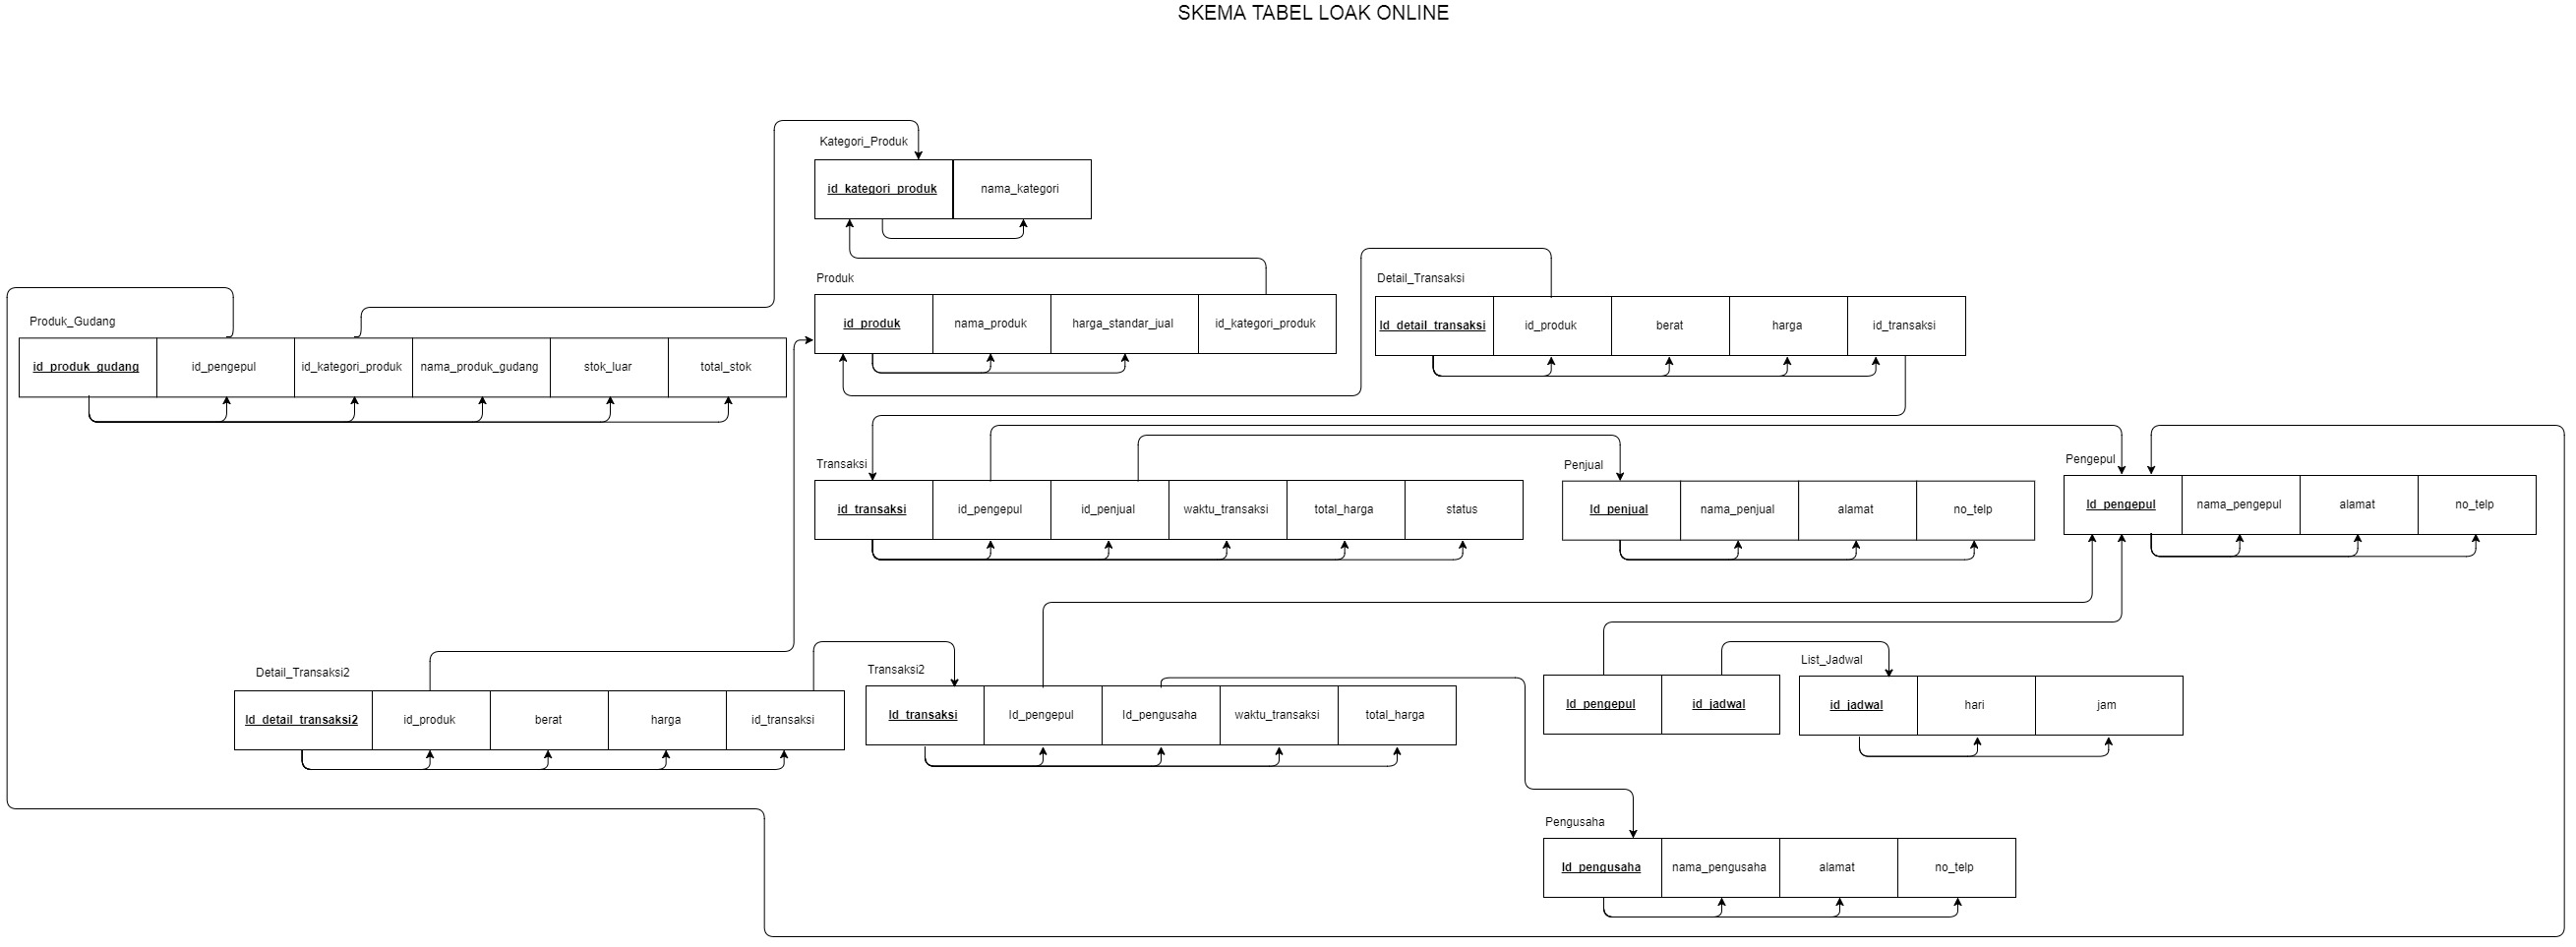 SKEMA TABEL LOAK ONLINE
Kategori_Produk
id_kategori_produk nama_kategori
Produk
id_produk nama_produk harga_standar_jual id_kategori_produk
Detail_Transaksi
Id_detail_transaksi id_produk berat harga id_transaksi
Produk_Gudang
id_produk_gudang id_pengepul id_kategori_produk nama_produk_gudang stok_luar total_stok
Transaksi
id_transaksi id_pengepul id_penjual waktu_transaksi total_harga status
Penjual
Id_penjual nama_penjual alamat no_telp
Pengepul
Id_pengepul nama_pengepul alamat no_telp
Detail_Transaksi2
Id_detail_transaksi2 id_produk berat harga id_transaksi
Transaksi2
Id_transaksi Id_pengepul Id_pengusaha waktu_transaksi total_harga
Id_pengepul id_jadwal
List_Jadwal
id_jadwal hari jam
Pengusaha
Id_pengusaha nama_pengusaha alamat no_telp